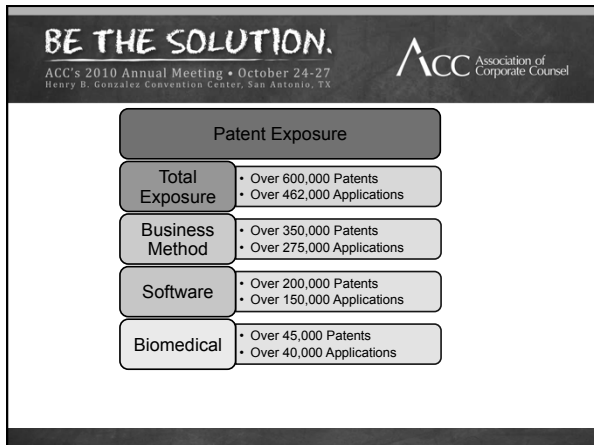 BE THE SOLUTION.
ACC's 2010 Annual Meeting • October 24-27
Henry B. Gonzalez Convention Center, San Antonio, TX
ACC Association of
Corporate Counsel
Patent Exposure
Total
Exposure
• Over 600,000 Patents
• Over 462,000 Applications
Business
Method
• Over 350,000 Patents
• Over 275,000 Applications
Software
• Over 200,000 Patents
• Over 150,000 Applications
Biomedical
• Over 45,000 Patents
• Over 40,000 Applications